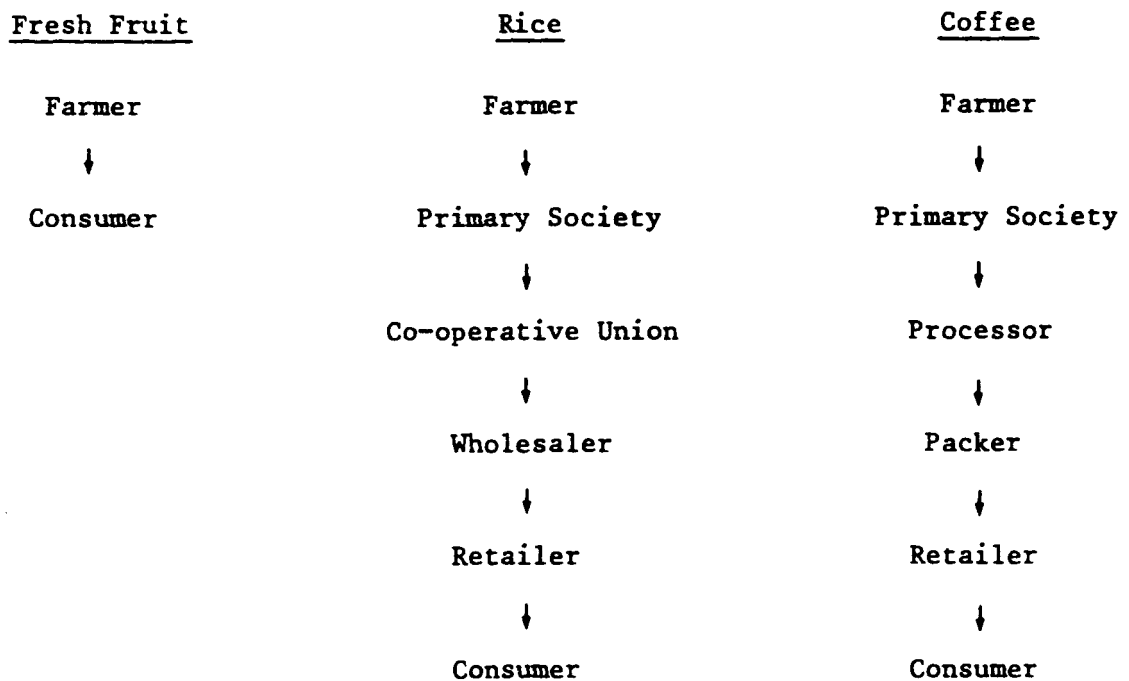 Fresh Fruit Rice Coffee
Farmer Farmer Farmer
Consumer Primary Society Primary Society
Co-operative Union Processor
Wholesaler Packer
Retailer Retailer
Consumer Consumer